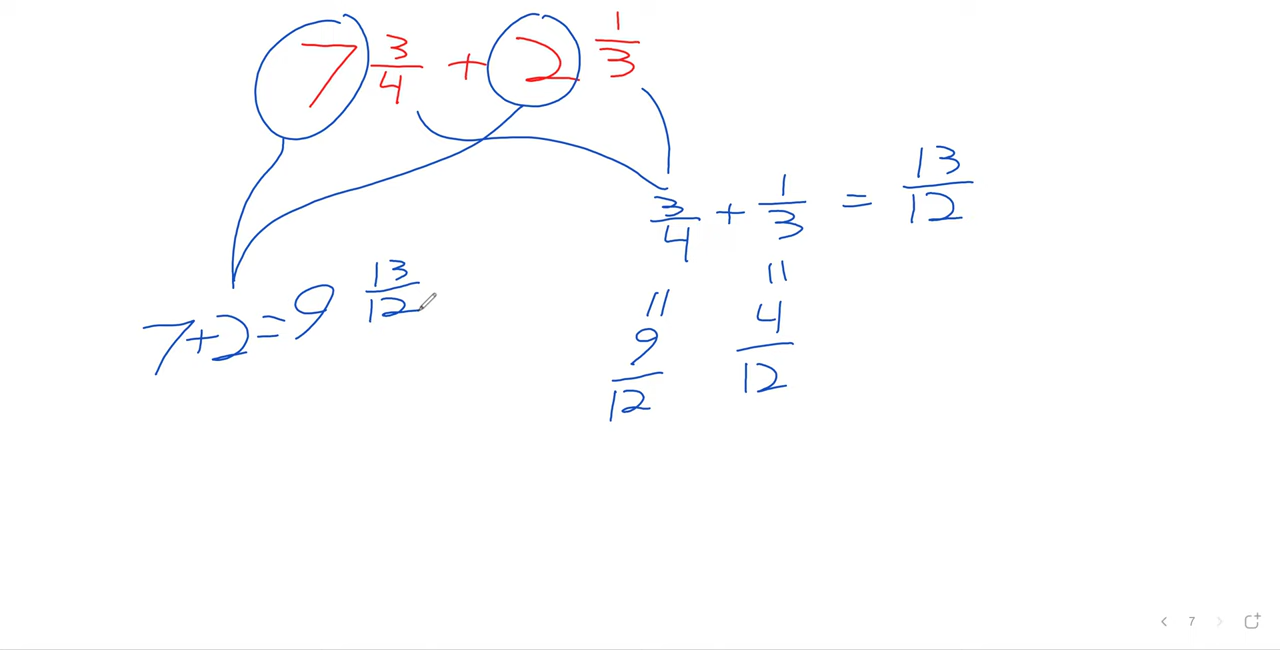 7 3/4 + 2 1/3
3/4 + 1/3 = 13/12
7+2=9 13/12
" "
9/12 4/12
7